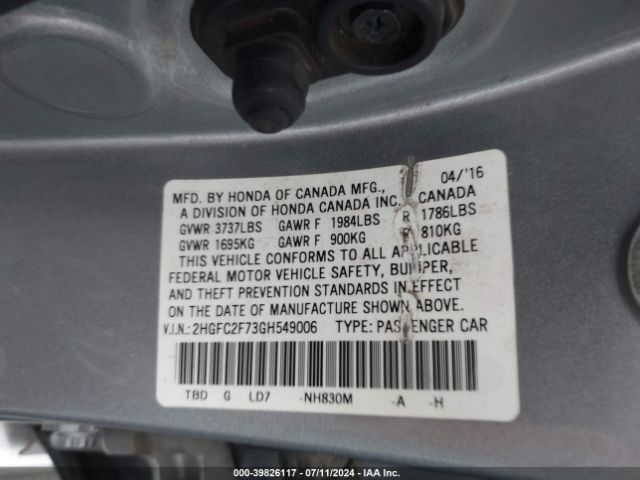 MFD. BY HONDA OF CANADA MFG., 04/'16
A DIVISION OF HONDA CANADA INC. CANADA
GVWR 3737LBS GAWR F 1984LBS R 1786LBS
GVWR 1695KG GAWR F 900KG R 810KG
THIS VEHICLE CONFORMS TO ALL APPLICABLE
FEDERAL MOTOR VEHICLE SAFETY, BUMPER,
AND THEFT PREVENTION STANDARDS IN EFFECT
ON THE DATE OF MANUFACTURE SHOWN ABOVE.
V.I.N.: 2HGFC2F73GH549006 TYPE: PASSENGER CAR
TBD G LD7 -NH830M -A -H
000-39826117 - 07/11/2024 - IAA Inc.